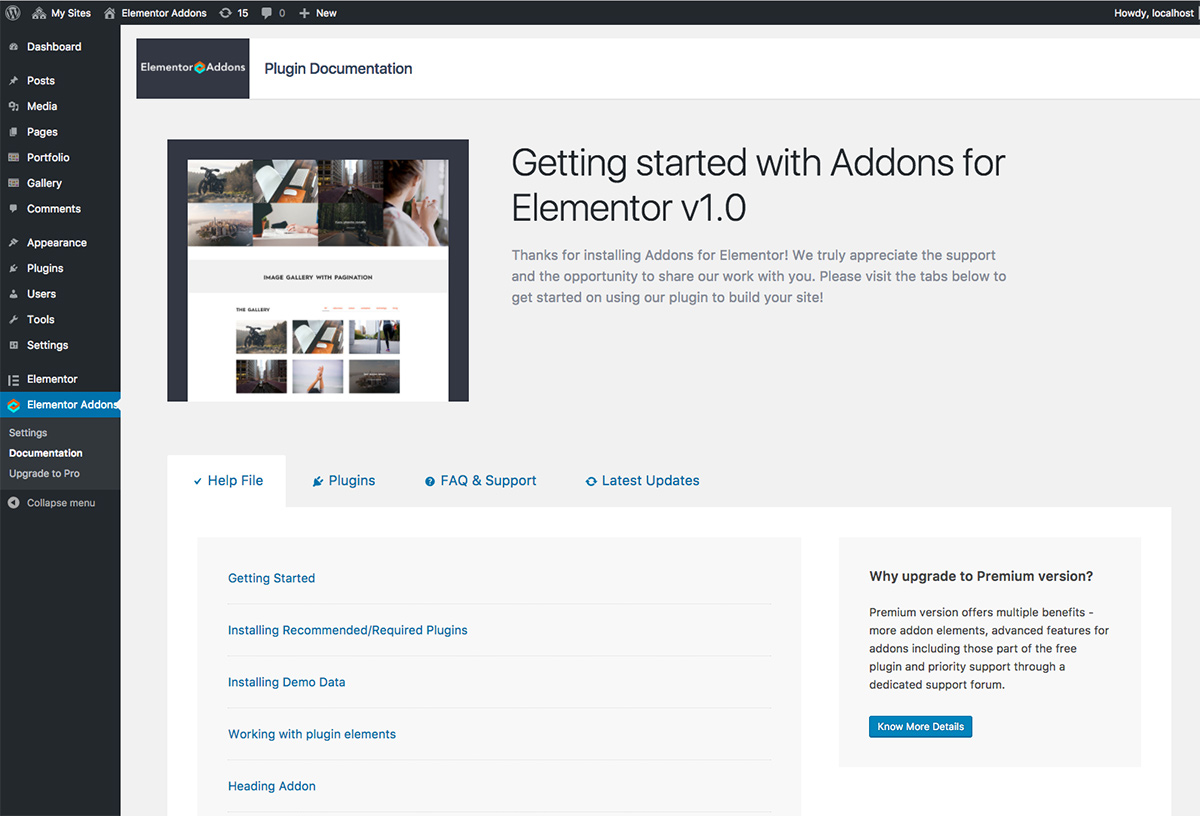 My Sites
Elementor Addons
15
0
New
Howdy, localhost
Dashboard
Posts
Media
Pages
Portfolio
Gallery
Comments
Appearance
Plugins
Users
Tools
Settings
Elementor
Elementor Addons
Settings
Documentation
Upgrade to Pro
Collapse menu
Elementor Addons
Plugin Documentation
IMAGE GALLERY WITH PAGINATION
THE GALLERY
Getting started with Addons for
Elementor v1.0
Thanks for installing Addons for Elementor! We truly appreciate the support
and the opportunity to share our work with you. Please visit the tabs below to
get started on using our plugin to build your site!
Help File
Plugins
FAQ & Support
Latest Updates
Getting Started
Installing Recommended/Required Plugins
Installing Demo Data
Working with plugin elements
Heading Addon
Why upgrade to Premium version?
Premium version offers multiple benefits -
more addon elements, advanced features for
addons including those part of the free
plugin and priority support through a
dedicated support forum.
Know More Details